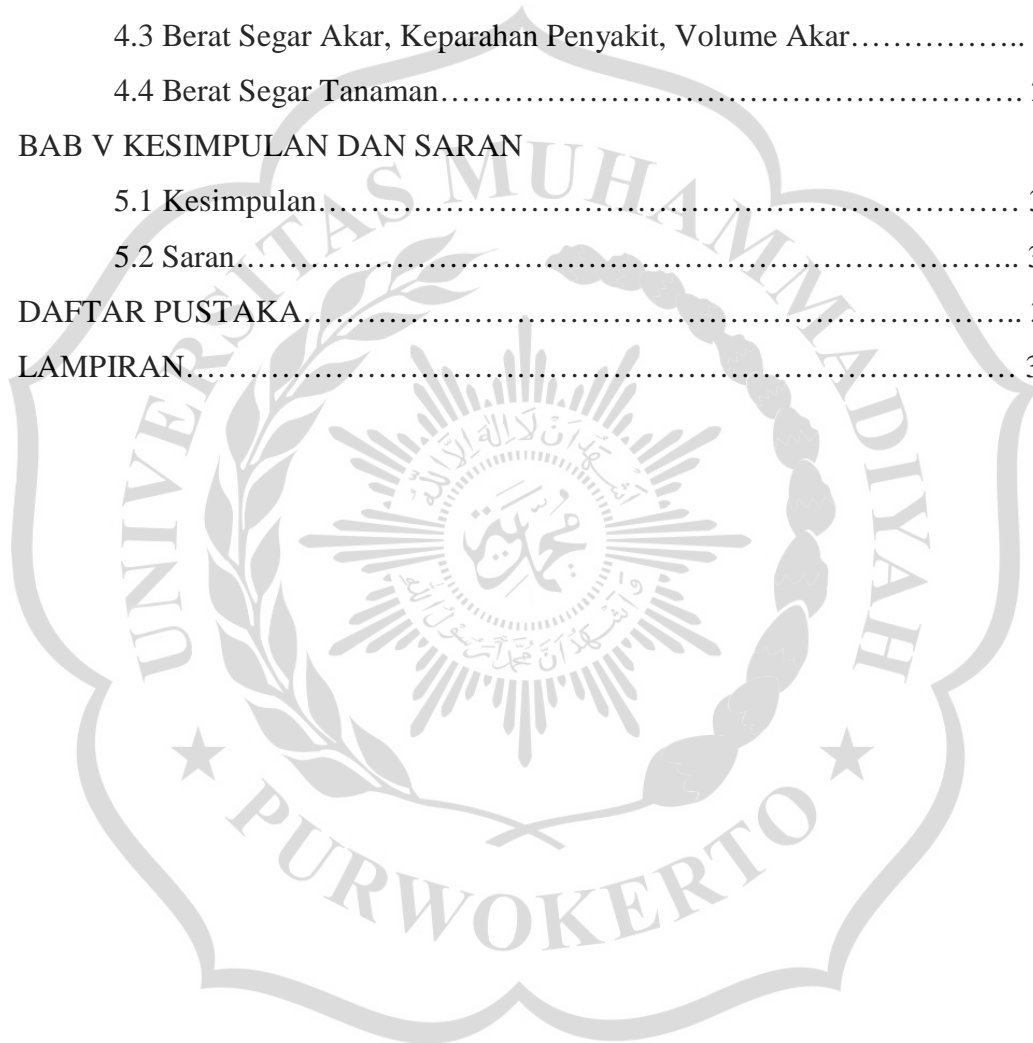 4.3 Berat Segar Akar, Keparahan Penyakit, Volume Akar……………..
4.4 Berat Segar Tanaman……………………………………………….
BAB V KESIMPULAN DAN SARAN
5.1 Kesimpulan…………………………………………………………
5.2 Saran………………………………………………………………..
DAFTAR PUSTAKA…………………………………………………………..
LAMPIRAN……………………………………………………………………
UNIVERSITAS MUHAMMADIYAH
PURWOKERTO